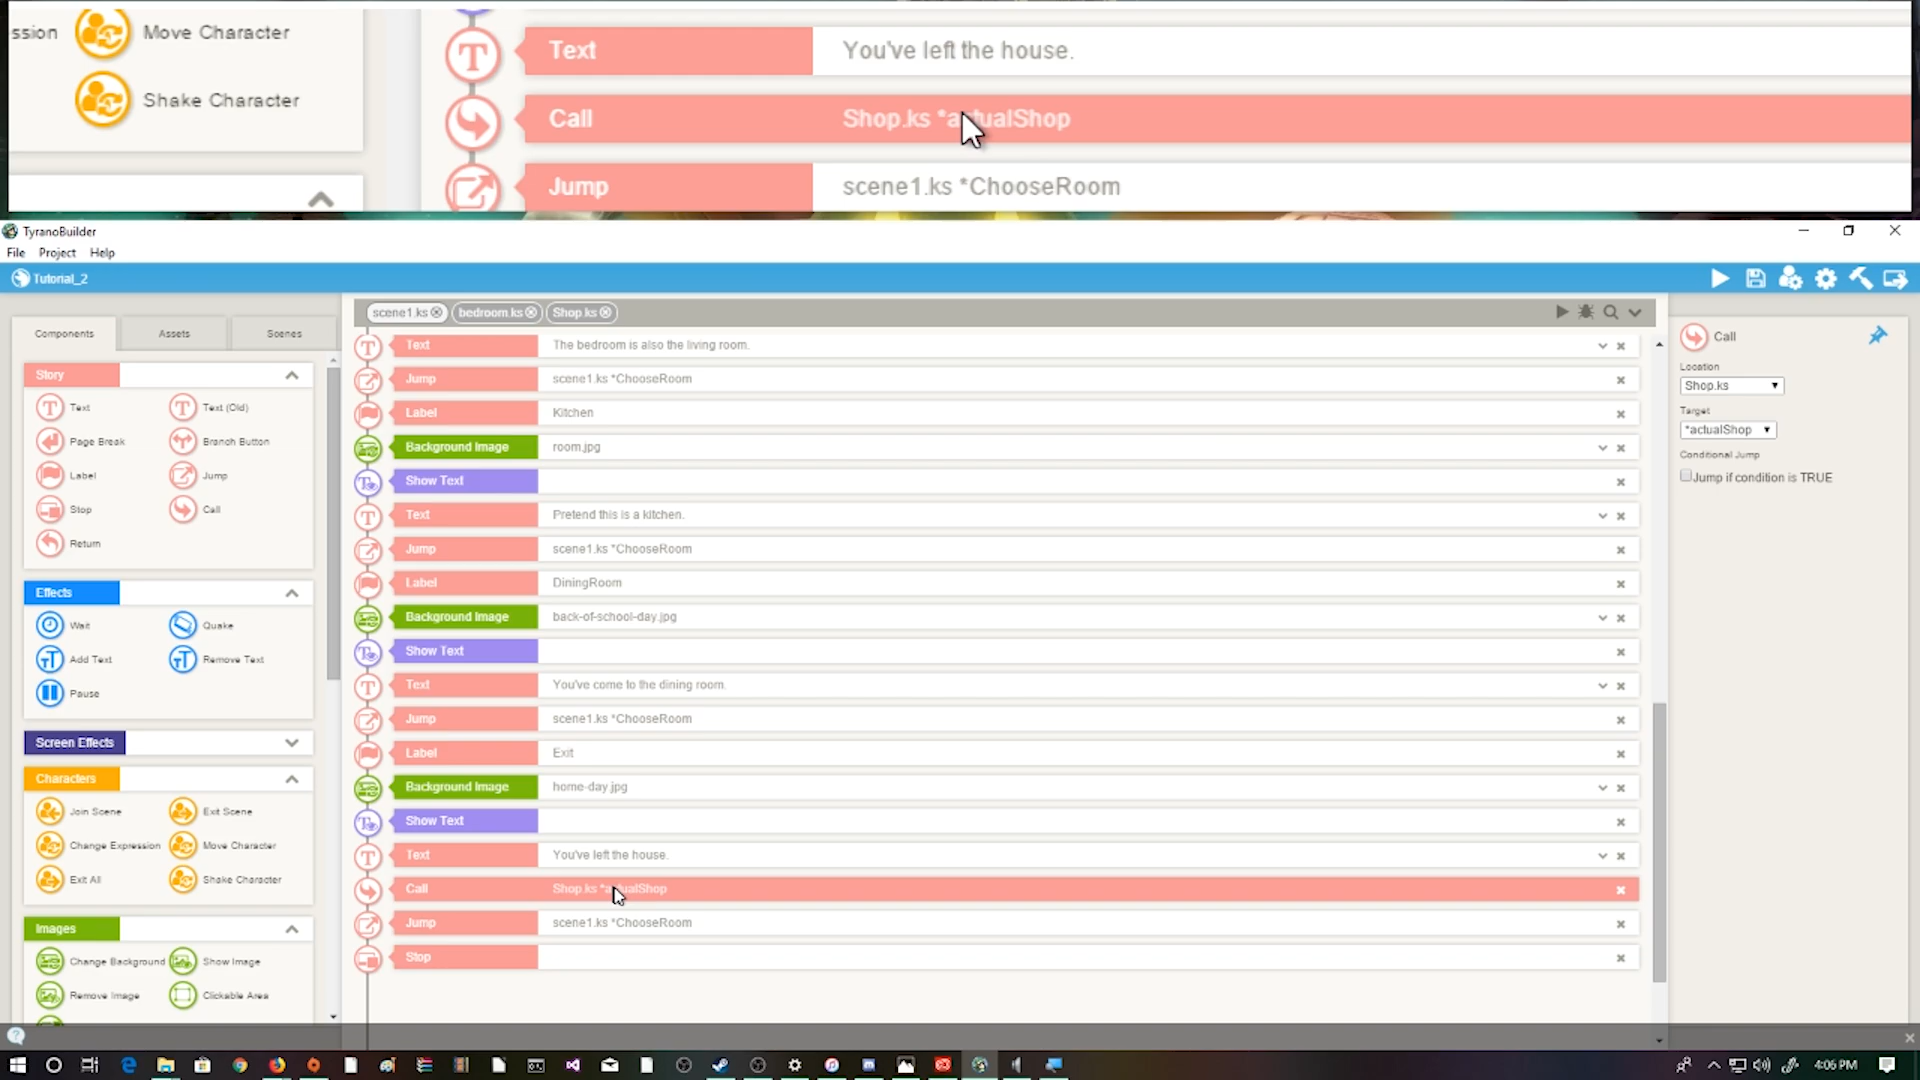 ssion
Move Character
Shake Character
Text You've left the house.
Call Shop.ks *actualShop
Jump scene1.ks *ChooseRoom
TyranoBuilder
File Project Help
Tutorial_2
Components Assets Scenes
scene1.ks bedroom.ks Shop.ks
Story
Text Text (Old)
Page Break Branch Button
Label Jump
Stop Call
Return
Effects
Wait Quake
Add Text Remove Text
Pause
Screen Effects
Characters
Join Scene Exit Scene
Change Expression Move Character
Exit All Shake Character
Images
Change Background Show Image
Remove Image Clickable Area
Text The bedroom is also the living room.
Jump scene1.ks *ChooseRoom
Label Kitchen
Background Image room.jpg
Show Text
Text Pretend this is a kitchen.
Jump scene1.ks *ChooseRoom
Label DiningRoom
Background Image back-of-school-day.jpg
Show Text
Text You've come to the dining room.
Jump scene1.ks *ChooseRoom
Label Exit
Background Image home-day.jpg
Show Text
Text You've left the house.
Call Shop.ks *actualShop
Jump scene1.ks *ChooseRoom
Stop
Call
Location
Shop.ks
Target
*actualShop
Conditional Jump
Jump if condition is TRUE
4:06 PM